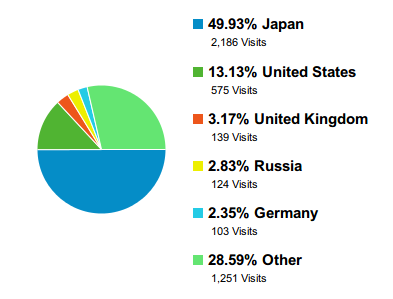 49.93% Japan
2,186 Visits
13.13% United States
575 Visits
3.17% United Kingdom
139 Visits
2.83% Russia
124 Visits
2.35% Germany
103 Visits
28.59% Other
1,251 Visits